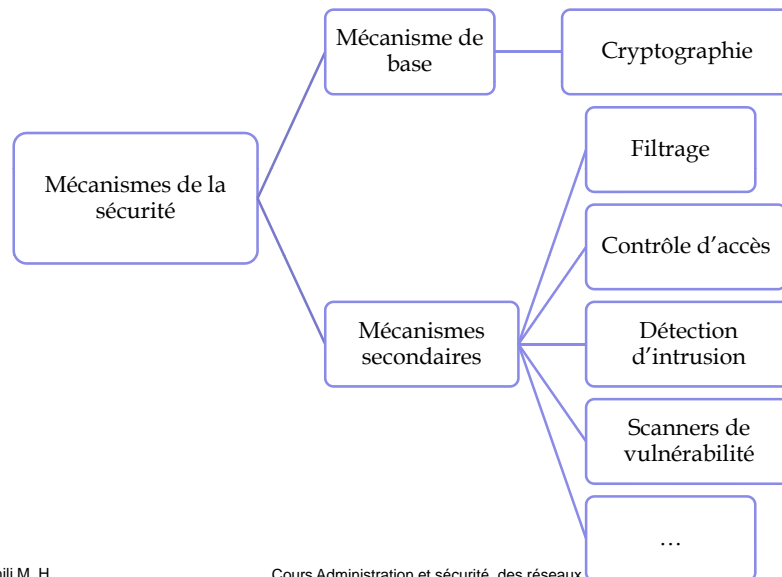 Mécanisme de
base
Cryptographie
Filtrage
Mécanismes de la
sécurité
Contrôle d'accès
Mécanismes
secondaires
Détection
d'intrusion
Scanners de
vulnérabilité
…
M. H
Cours Administration et sécurité des réseaux